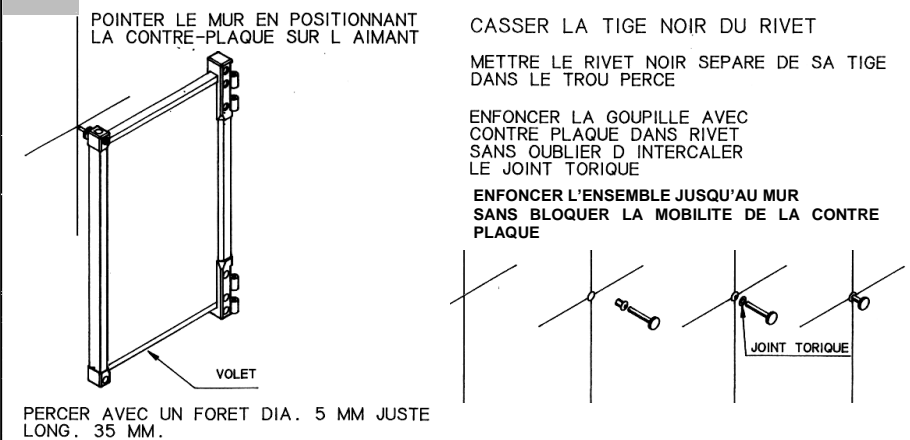 POINTER LE MUR EN POSITIONNANT
LA CONTRE-PLAQUE SUR L AIMANT
VOLET
PERCER AVEC UN FORET DIA. 5 MM JUSTE
LONG. 35 MM.
CASSER LA TIGE NOIR DU RIVET
METTRE LE RIVET NOIR SEPARE DE SA TIGE
DANS LE TROU PERCE
ENFONCER LA GOUPILLE AVEC
CONTRE PLAQUE DANS RIVET
SANS OUBLIER D INTERCALER
LE JOINT TORIQUE
ENFONCER L'ENSEMBLE JUSQU'AU MUR
SANS BLOQUER LA MOBILITE DE LA CONTRE
PLAQUE
JOINT TORIQUE